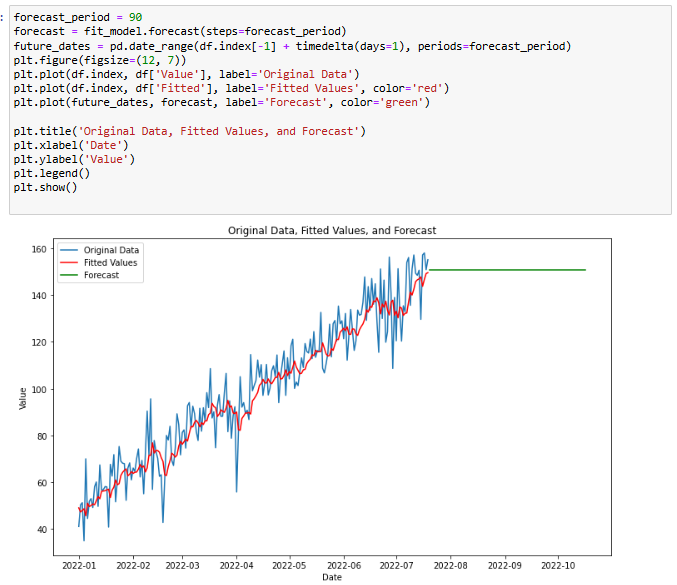 :
forecast_period = 90
forecast = fit_model.forecast(steps=forecast_period)
future_dates = pd.date_range(df.index[-1] + timedelta(days=1), periods=forecast_period)
plt.figure(figsize=(12, 7))
plt.plot(df.index, df['Value'], label='Original Data')
plt.plot(df.index, df['Fitted'], label='Fitted Values', color='red')
plt.plot(future_dates, forecast, label='Forecast', color='green')
plt.title('Original Data, Fitted Values, and Forecast')
plt.xlabel('Date')
plt.ylabel('Value')
plt.legend()
plt.show()
Original Data, Fitted Values, and Forecast
Original Data
Fitted Values
Forecast
160
140
120
100
80
60
40
Value
2022-01 2022-02 2022-03 2022-04 2022-05 2022-06 2022-07 2022-08 2022-09 2022-10
Date